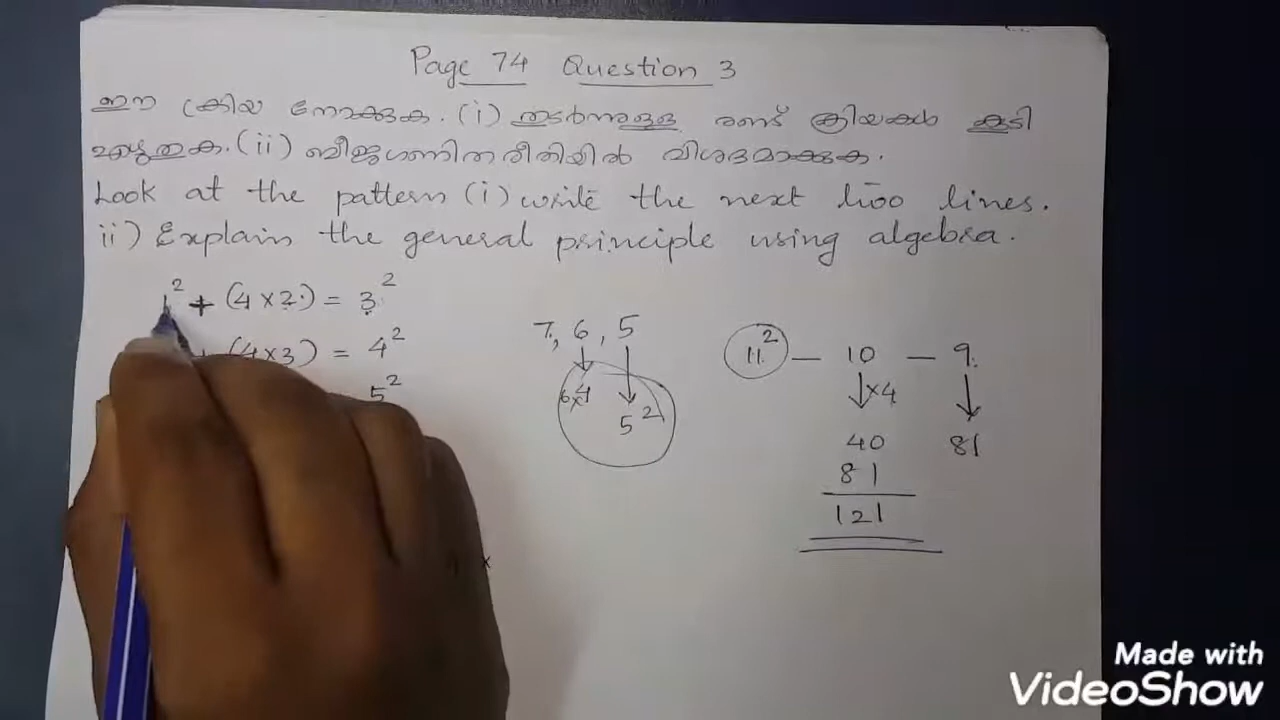 Page 74 Question 3
ഈ ക്രിയ നോക്കുക. (i) തുടർന്നുള്ള രണ്ട് ക്രിയകൾ കൂടി
എഴുതുക. (ii) ബീജഗണിത രീതിയിൽ വിശദമാക്കുക.
Look at the pattern (i) write the next two lines.
ii) Explain the general principle using algebra.
1² + (4 × 2) = 3²
+ (4×3) = 4²
5²
7, 6, 5
6×4
5²
11² — 10 — 9
×4
40 81
81
121
x
Made with
VideoShow